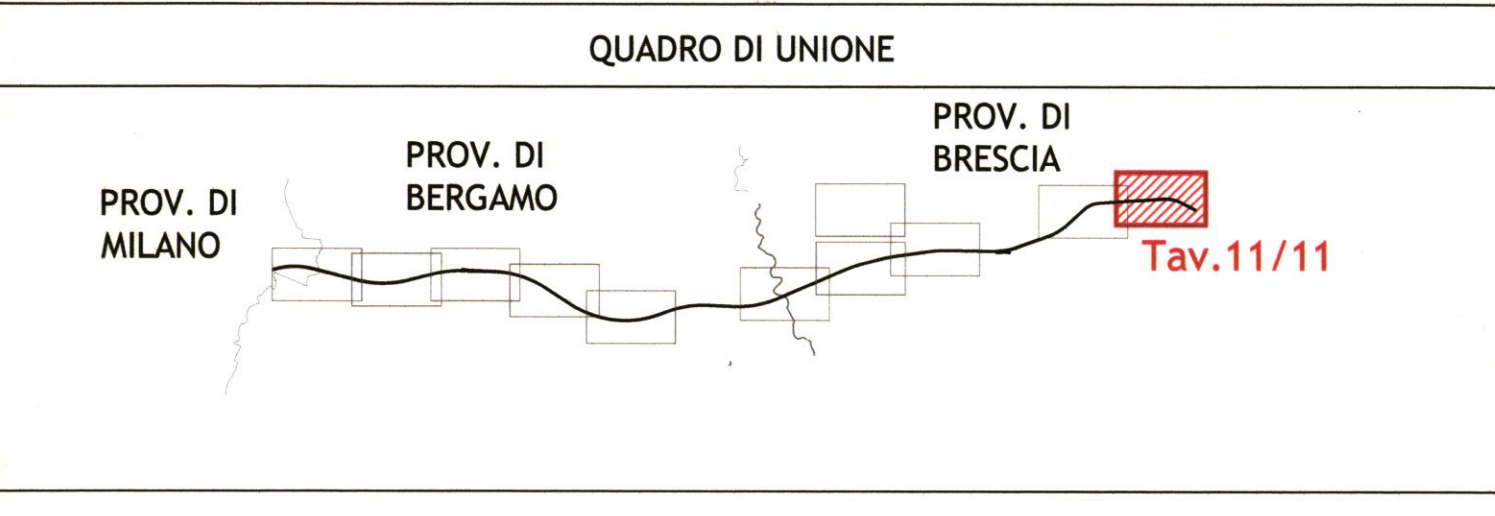 QUADRO DI UNIONE
PROV. DI
MILANO
PROV. DI
BERGAMO
PROV. DI
BRESCIA
Tav.11/11